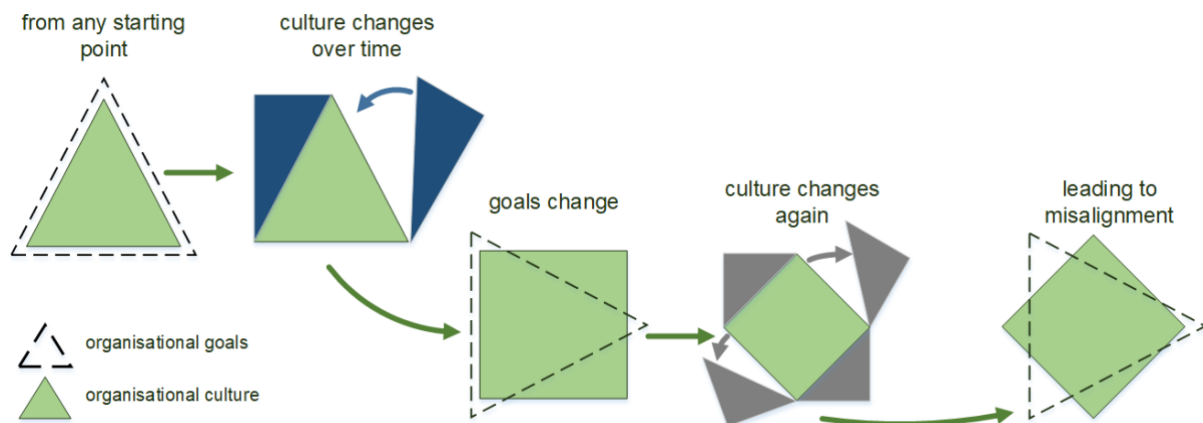 from any starting
point
culture changes
over time
goals change
culture changes
again
leading to
misalignment
organisational goals
organisational culture